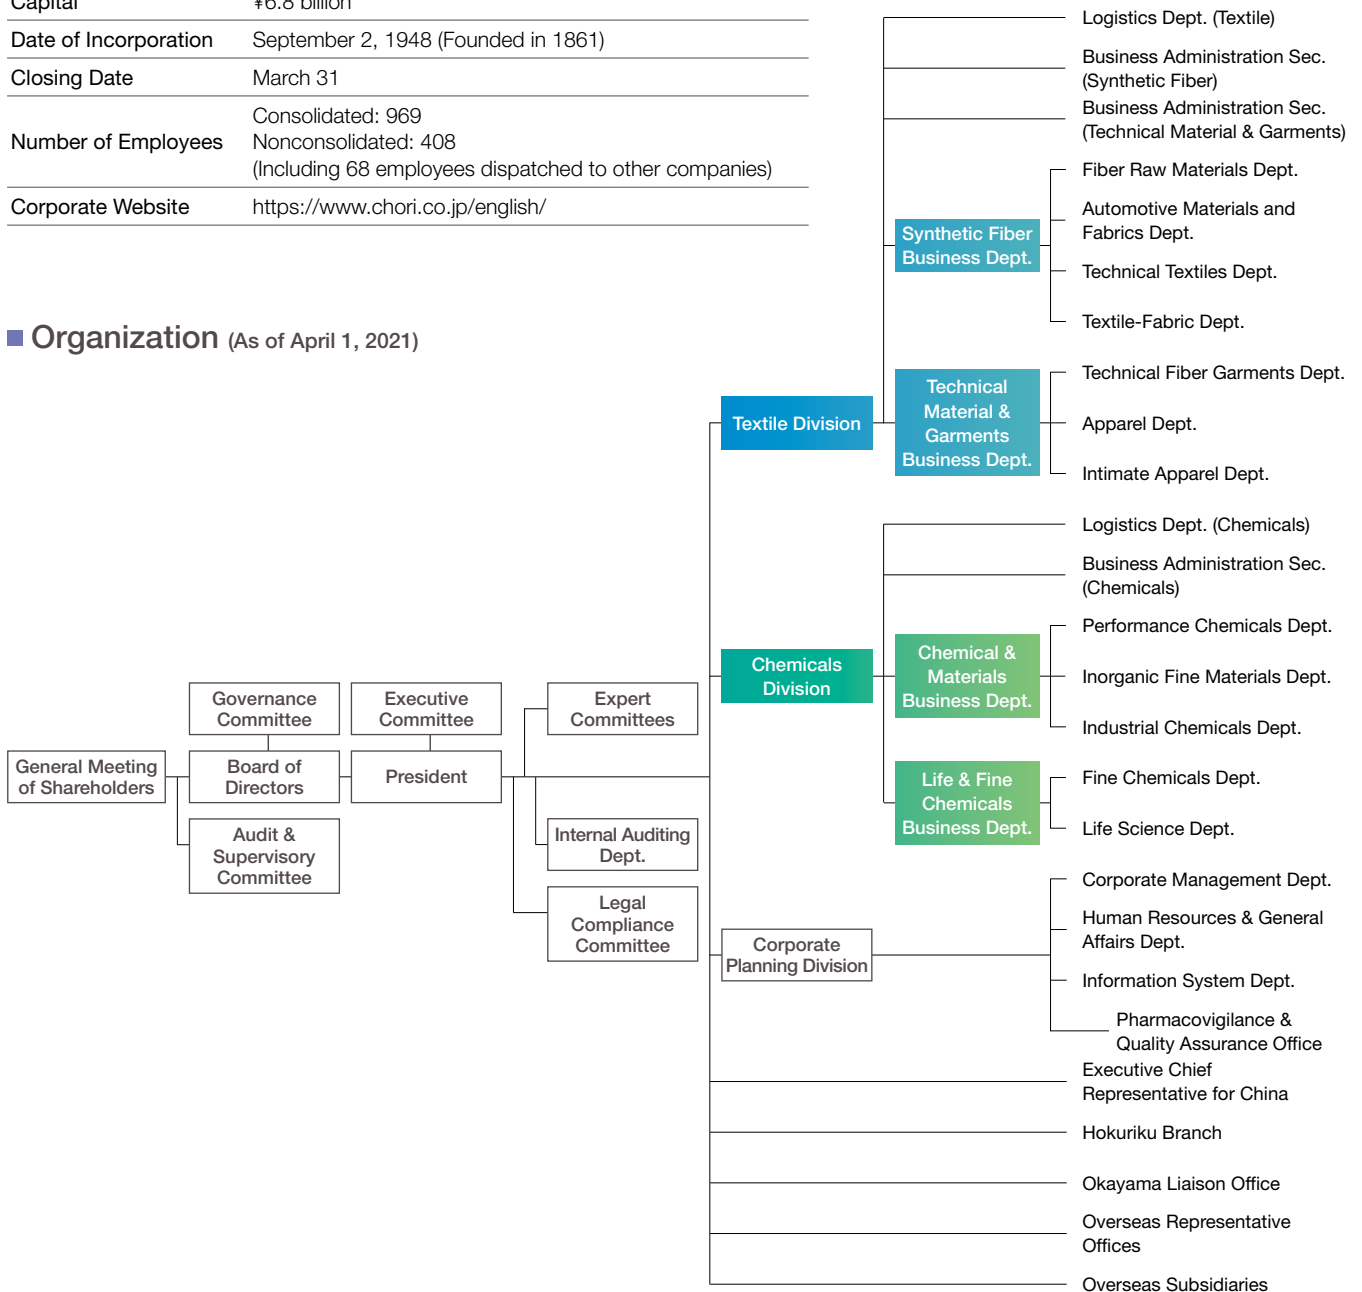 Capital ¥6.8 billion
Date of Incorporation September 2, 1948 (Founded in 1861)
Closing Date March 31
Number of Employees
Consolidated: 969
Nonconsolidated: 408
(Including 68 employees dispatched to other companies)
Corporate Website https://www.chori.co.jp/english/
Organization (As of April 1, 2021)
General Meeting
of Shareholders
Governance
Committee
Board of
Directors
Audit &
Supervisory
Committee
Executive
Committee
President
Expert
Committees
Internal Auditing
Dept.
Legal
Compliance
Committee
Textile Division
Logistics Dept. (Textile)
Business Administration Sec.
(Synthetic Fiber)
Business Administration Sec.
(Technical Material & Garments)
Synthetic Fiber
Business Dept.
Fiber Raw Materials Dept.
Automotive Materials and
Fabrics Dept.
Technical Textiles Dept.
Textile-Fabric Dept.
Technical
Material &
Garments
Business Dept.
Technical Fiber Garments Dept.
Apparel Dept.
Intimate Apparel Dept.
Chemicals
Division
Logistics Dept. (Chemicals)
Business Administration Sec.
(Chemicals)
Chemical &
Materials
Business Dept.
Performance Chemicals Dept.
Inorganic Fine Materials Dept.
Industrial Chemicals Dept.
Life & Fine
Chemicals
Business Dept.
Fine Chemicals Dept.
Life Science Dept.
Corporate
Planning Division
Corporate Management Dept.
Human Resources & General
Affairs Dept.
Information System Dept.
Pharmacovigilance &
Quality Assurance Office
Executive Chief
Representative for China
Hokuriku Branch
Okayama Liaison Office
Overseas Representative
Offices
Overseas Subsidiaries